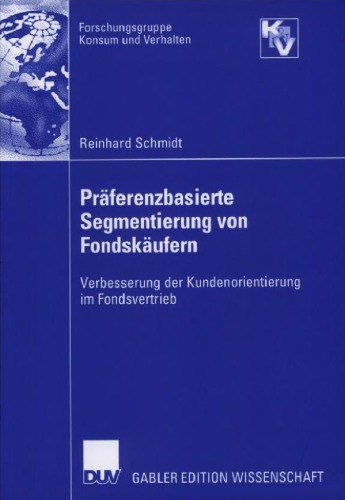 Forschungsgruppe
Konsum und Verhalten
K&V
Reinhard Schmidt
Präferenzbasierte
Segmentierung von
Fondskäufern
Verbesserung der Kundenorientierung
im Fondsvertrieb
DUV
GABLER EDITION WISSENSCHAFT